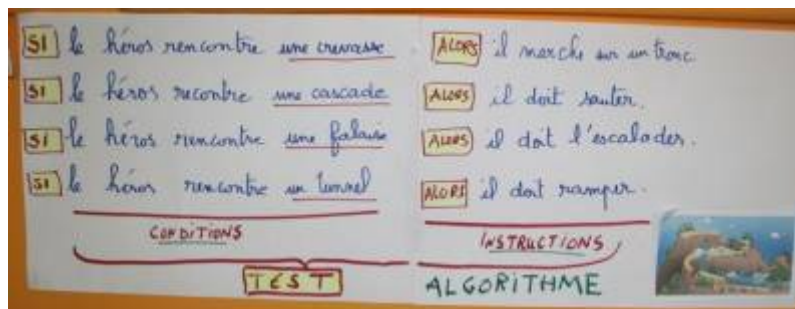 SI le héros rencontre une crevasse ALORS il marche sur un tronc.
SI le héros recontre une cascade ALORS il doit sauter.
SI le héros rencontre une falaise ALORS il doit l'escalader.
SI le héros rencontre un tunnel ALORS il doit ramper.
CONDITIONS INSTRUCTIONS
TEST ALGORITHME